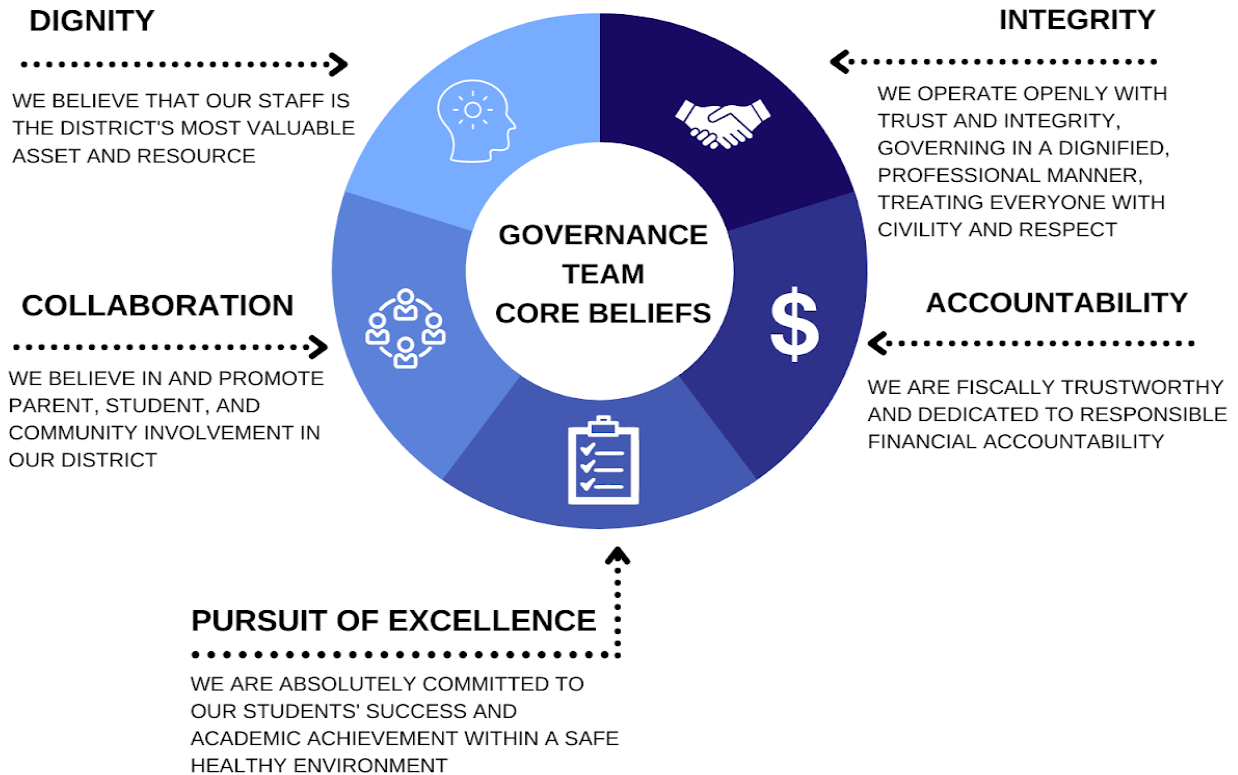 DIGNITY
WE BELIEVE THAT OUR STAFF IS
THE DISTRICT'S MOST VALUABLE
ASSET AND RESOURCE
INTEGRITY
WE OPERATE OPENLY WITH
TRUST AND INTEGRITY,
GOVERNING IN A DIGNIFIED,
PROFESSIONAL MANNER,
TREATING EVERYONE WITH
CIVILITY AND RESPECT
GOVERNANCE
TEAM
CORE BELIEFS
COLLABORATION
WE BELIEVE IN AND PROMOTE
PARENT, STUDENT, AND
COMMUNITY INVOLVEMENT IN
OUR DISTRICT
$
ACCOUNTABILITY
WE ARE FISCALLY TRUSTWORTHY
AND DEDICATED TO RESPONSIBLE
FINANCIAL ACCOUNTABILITY
PURSUIT OF EXCELLENCE
WE ARE ABSOLUTELY COMMITTED TO
OUR STUDENTS' SUCCESS AND
ACADEMIC ACHIEVEMENT WITHIN A SAFE
HEALTHY ENVIRONMENT